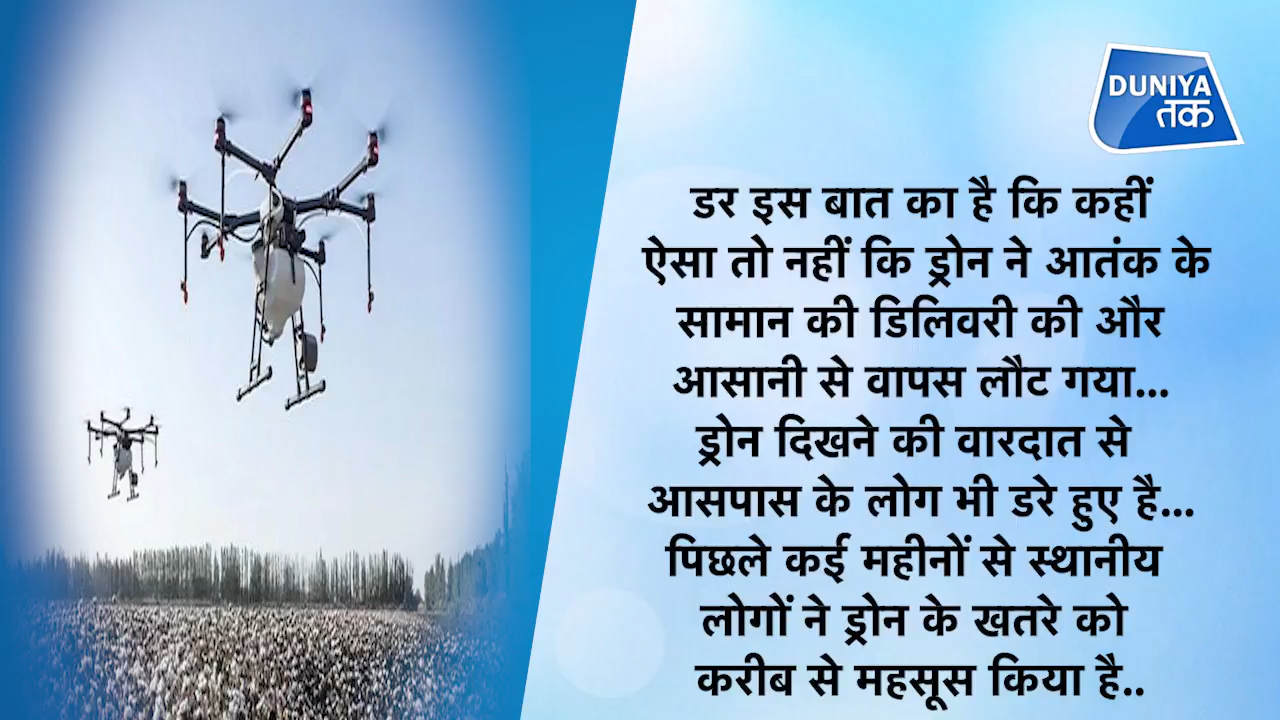 DUNIYA
तक
डर इस बात का है कि कहीं
ऐसा तो नहीं कि ड्रोन ने आतंक के
सामान की डिलिवरी की और
आसानी से वापस लौट गया...
ड्रोन दिखने की वारदात से
आसपास के लोग भी डरे हुए है...
पिछले कई महीनों से स्थानीय
लोगों ने ड्रोन के खतरे को
करीब से महसूस किया है..